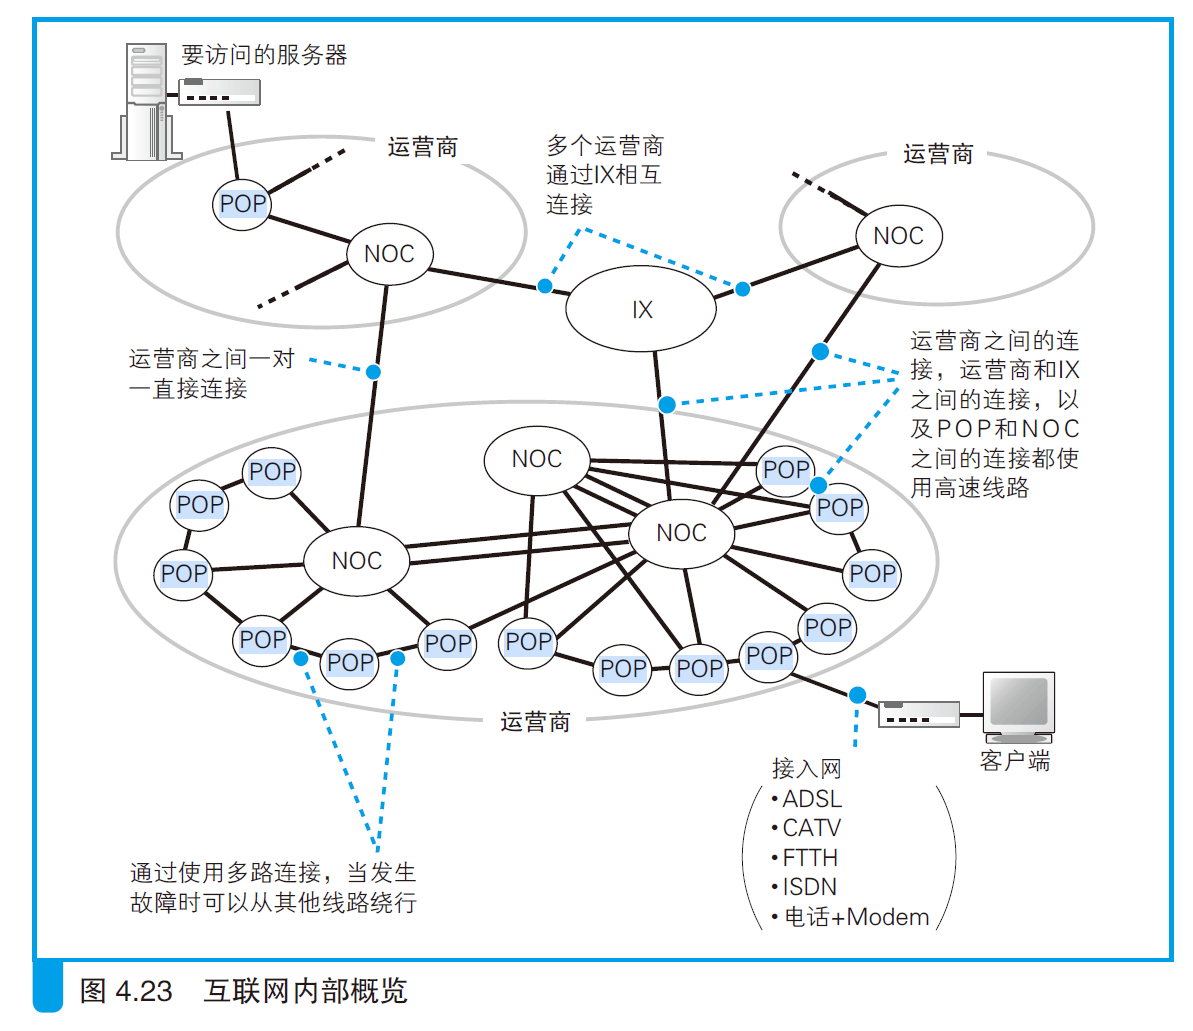 要访问的服务器
运营商
多个运营商
通过IX相互
连接
运营商
POP
NOC
NOC
IX
运营商之间一对
一直接连接
运营商之间的连
接，运营商和IX
之间的连接，以
及POP和NOC
之间的连接都使
用高速线路
POP
NOC
POP
POP
POP
NOC
NOC
POP
POP
POP
POP
POP
POP
POP
POP
POP
POP
POP
运营商
客户端
接入网
•ADSL
•CATV
•FTTH
•ISDN
•电话+Modem
通过使用多路连接，当发生
故障时可以从其他线路绕行
图 4.23 互联网内部概览